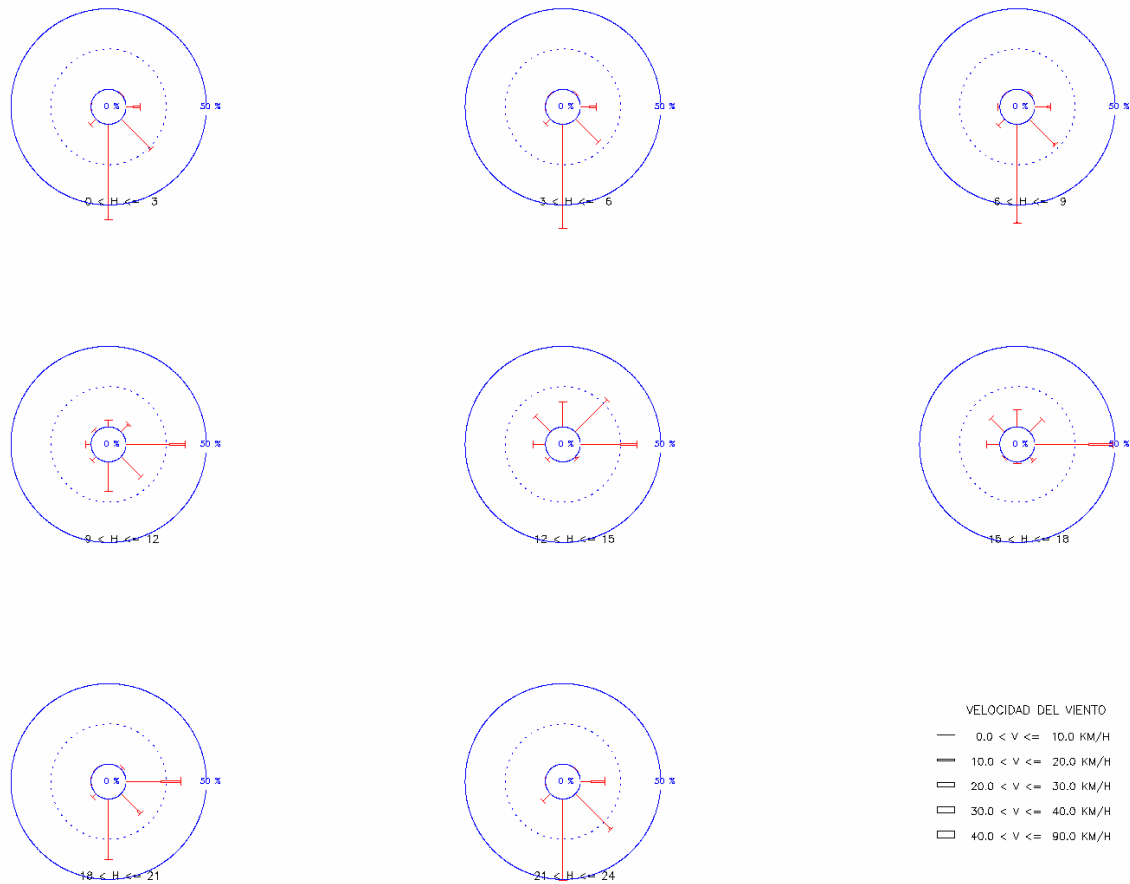 0 % 50 %
0 < H <= 3
0 % 50 %
3 < H <= 6
0 % 50 %
6 < H <= 9
0 % 50 %
9 < H <= 12
0 % 50 %
12 < H <= 15
0 % 50 %
15 < H <= 18
0 % 50 %
18 < H <= 21
0 % 50 %
21 < H <= 24
VELOCIDAD DEL VIENTO
0.0 < V <= 10.0 KM/H
10.0 < V <= 20.0 KM/H
20.0 < V <= 30.0 KM/H
30.0 < V <= 40.0 KM/H
40.0 < V <= 90.0 KM/H